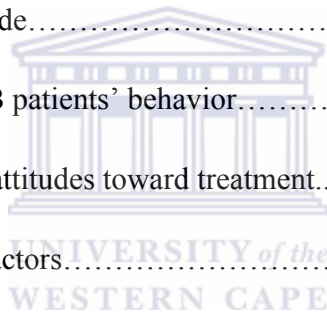 de……………………………
patients’ behavior…………
attitudes toward treatment...
UNIVERSITY of the
actors………………………
WESTERN CAPE